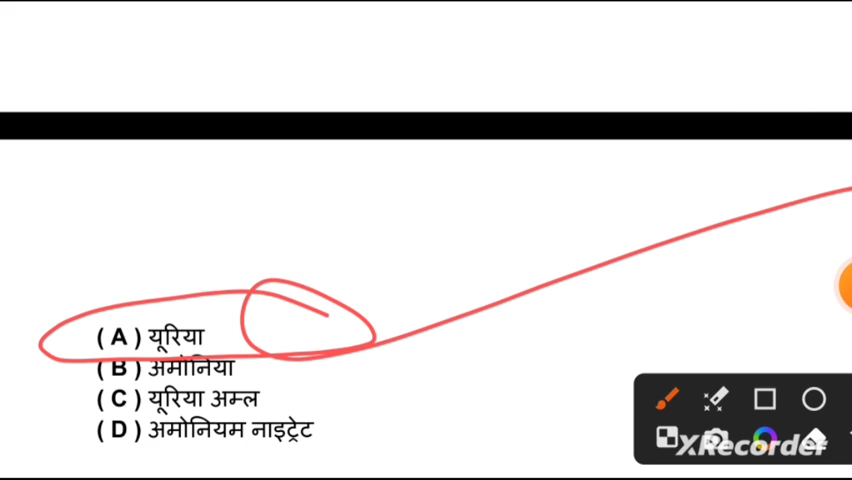 ( A ) यूरिया
( B ) अमोनिया
( C ) यूरिया अम्ल
( D ) अमोनियम नाइट्रेट
XRecorder